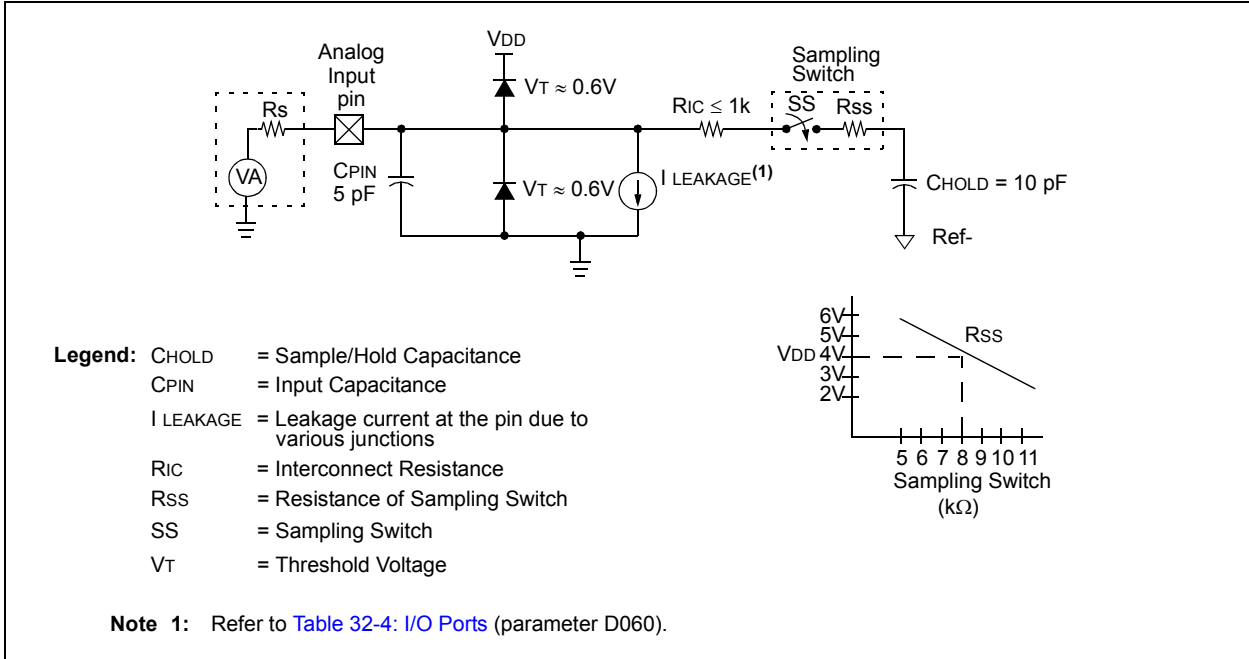 VDD
Analog
Input
pin
Sampling
Switch
VT ≈ 0.6V
Rs
RIC ≤ 1k
SS
Rss
VA
CPIN
5 pF
VT ≈ 0.6V
I LEAKAGE(1)
CHOLD = 10 pF
Ref-
6V
5V
VDD 4V
3V
2V
RSS
5 6 7 8 9 10 11
Sampling Switch
(kΩ)
Legend: CHOLD = Sample/Hold Capacitance
CPIN = Input Capacitance
I LEAKAGE = Leakage current at the pin due to
various junctions
RIC = Interconnect Resistance
RSS = Resistance of Sampling Switch
SS = Sampling Switch
VT = Threshold Voltage
Note 1: Refer to Table 32-4: I/O Ports (parameter D060).